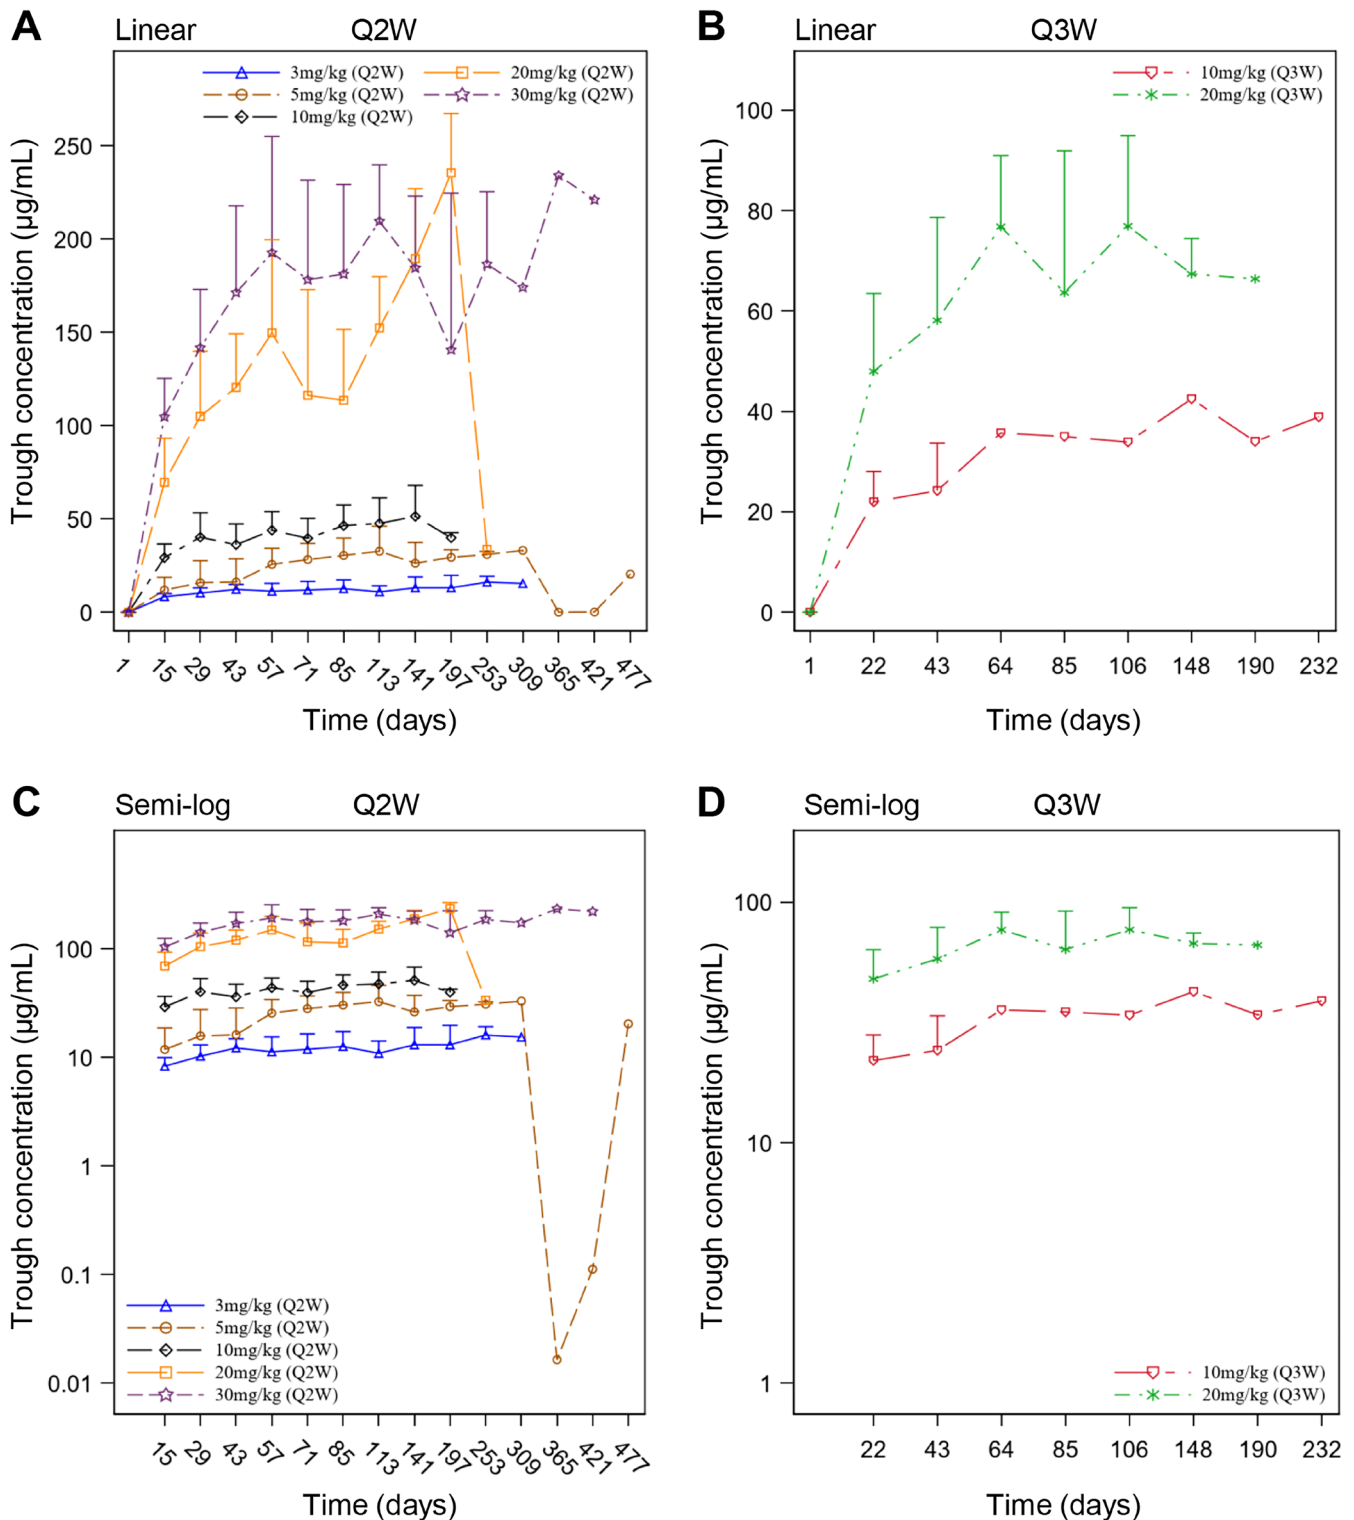 A Linear Q2W
3mg/kg (Q2W) 20mg/kg (Q2W)
5mg/kg (Q2W) 30mg/kg (Q2W)
10mg/kg (Q2W)
250
200
150
100
50
0
Trough concentration (µg/mL)
1 15 29 43 57 71 85 113 141 197 253 309 365 421 477
Time (days)
B Linear Q3W
10mg/kg (Q3W)
20mg/kg (Q3W)
100
80
60
40
20
0
Trough concentration (µg/mL)
1 22 43 64 85 106 148 190 232
Time (days)
C Semi-log Q2W
100
10
1
0.1
0.01
Trough concentration (µg/mL)
3mg/kg (Q2W)
5mg/kg (Q2W)
10mg/kg (Q2W)
20mg/kg (Q2W)
30mg/kg (Q2W)
15 29 43 57 71 85 113 141 197 253 309 365 421 477
Time (days)
D Semi-log Q3W
100
10
1
Trough concentration (µg/mL)
10mg/kg (Q3W)
20mg/kg (Q3W)
22 43 64 85 106 148 190 232
Time (days)